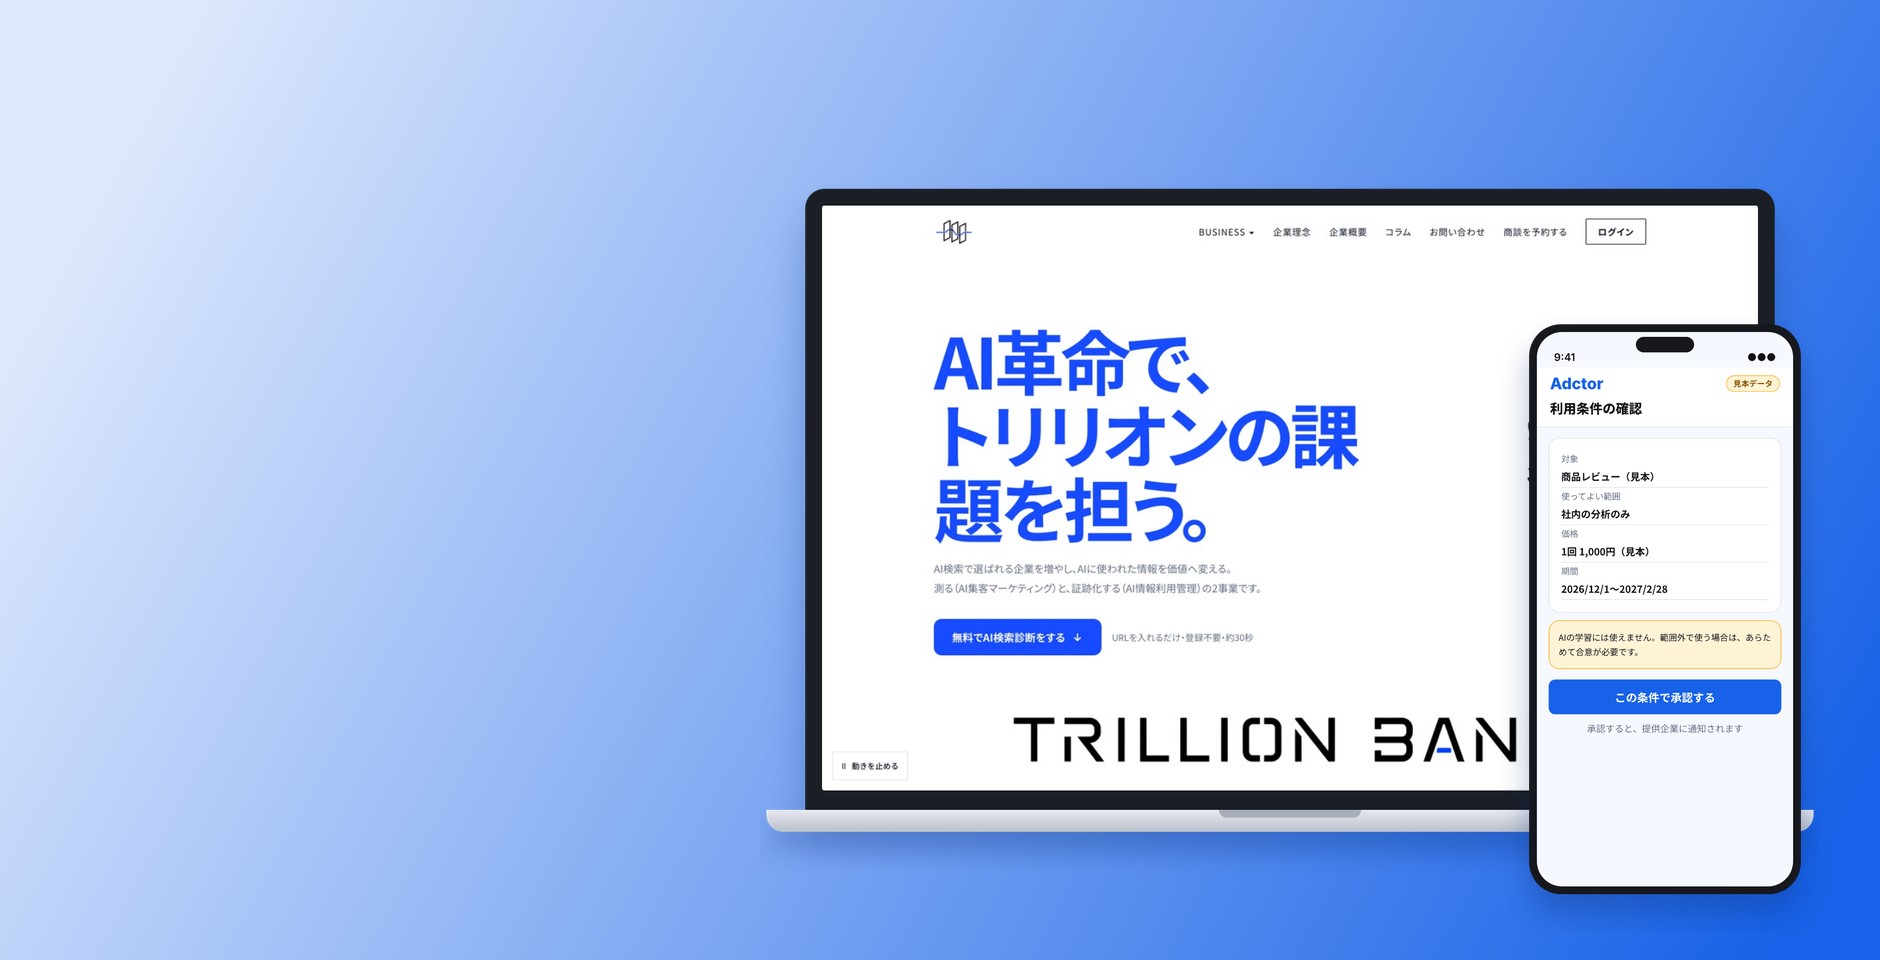 BUSINESS
企業理念
企業概要
コラム
お問い合わせ
商談を予約する
ログイン
AI革命で、
トリリオンの課
題を担う。
AI検索で選ばれる企業を増やし、AIに使われた情報を価値へ変える。
測る（AI集客マーケティング）と、証跡化する（AI情報利用管理）の2事業です。
無料でAI検索診断をする ↓
URLを入れるだけ・登録不要・約30秒
TRILLION BAN
動きを止める
9:41
Adctor
見本データ
利用条件の確認
対象
商品レビュー（見本）
使ってよい範囲
社内の分析のみ
価格
1回 1,000円（見本）
期間
2026/12/1〜2027/2/28
AIの学習には使えません。範囲外で使う場合は、あらた
めて合意が必要です。
この条件で承認する
承認すると、提供企業に通知されます